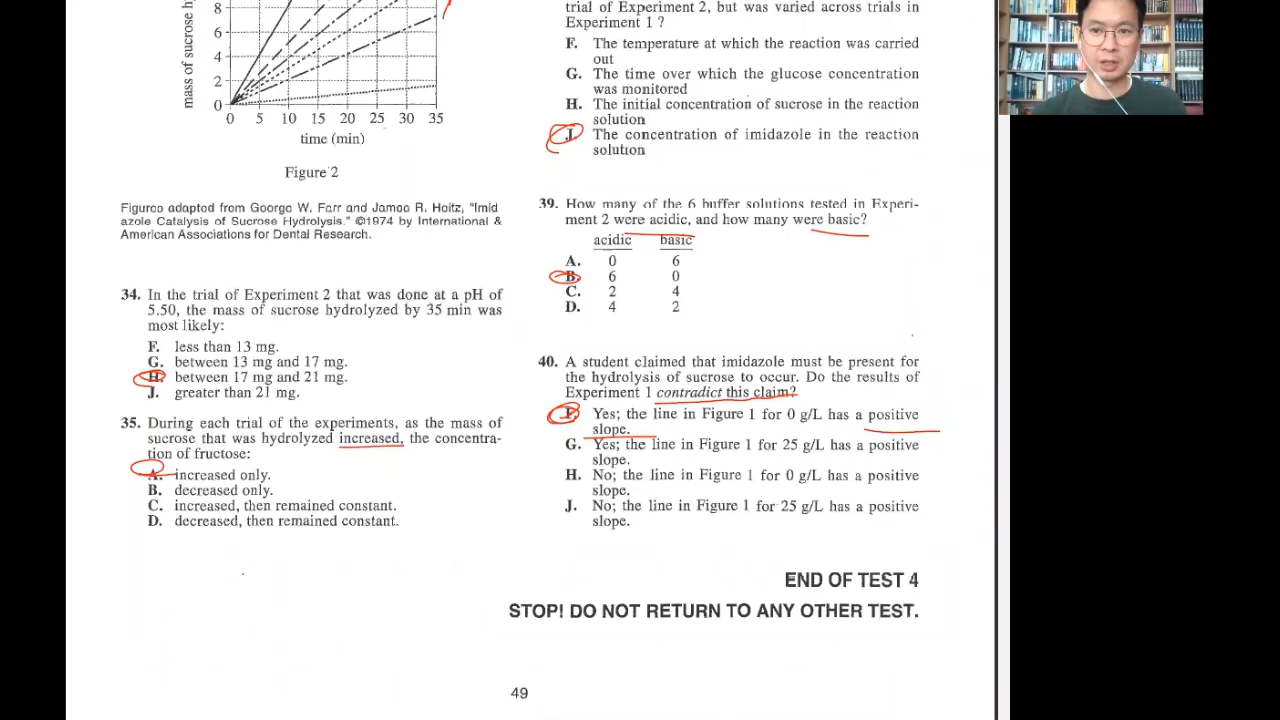 mass of sucrose h
8
6
4
2
0
0 5 10 15 20 25 30 35
time (min)
Figure 2
Figures adapted from George W. Farr and James R. Hoitz, "Imid
azole Catalysis of Sucrose Hydrolysis." ©1974 by International &
American Associations for Dental Research.
34. In the trial of Experiment 2 that was done at a pH of
5.50, the mass of sucrose hydrolyzed by 35 min was
most likely:
F. less than 13 mg.
G. between 13 mg and 17 mg.
H. between 17 mg and 21 mg.
J. greater than 21 mg.
35. During each trial of the experiments, as the mass of
sucrose that was hydrolyzed increased, the concentra-
tion of fructose:
A. increased only.
B. decreased only.
C. increased, then remained constant.
D. decreased, then remained constant.
trial of Experiment 2, but was varied across trials in
Experiment 1 ?
F. The temperature at which the reaction was carried
out
G. The time over which the glucose concentration
was monitored
H. The initial concentration of sucrose in the reaction
solution
J. The concentration of imidazole in the reaction
solution
39. How many of the 6 buffer solutions tested in Experi-
ment 2 were acidic, and how many were basic?
acidic basic
A. 0 6
B. 6 0
C. 2 4
D. 4 2
40. A student claimed that imidazole must be present for
the hydrolysis of sucrose to occur. Do the results of
Experiment 1 contradict this claim?
F. Yes; the line in Figure 1 for 0 g/L has a positive
slope.
G. Yes; the line in Figure 1 for 25 g/L has a positive
slope.
H. No; the line in Figure 1 for 0 g/L has a positive
slope.
J. No; the line in Figure 1 for 25 g/L has a positive
slope.
END OF TEST 4
STOP! DO NOT RETURN TO ANY OTHER TEST.
49